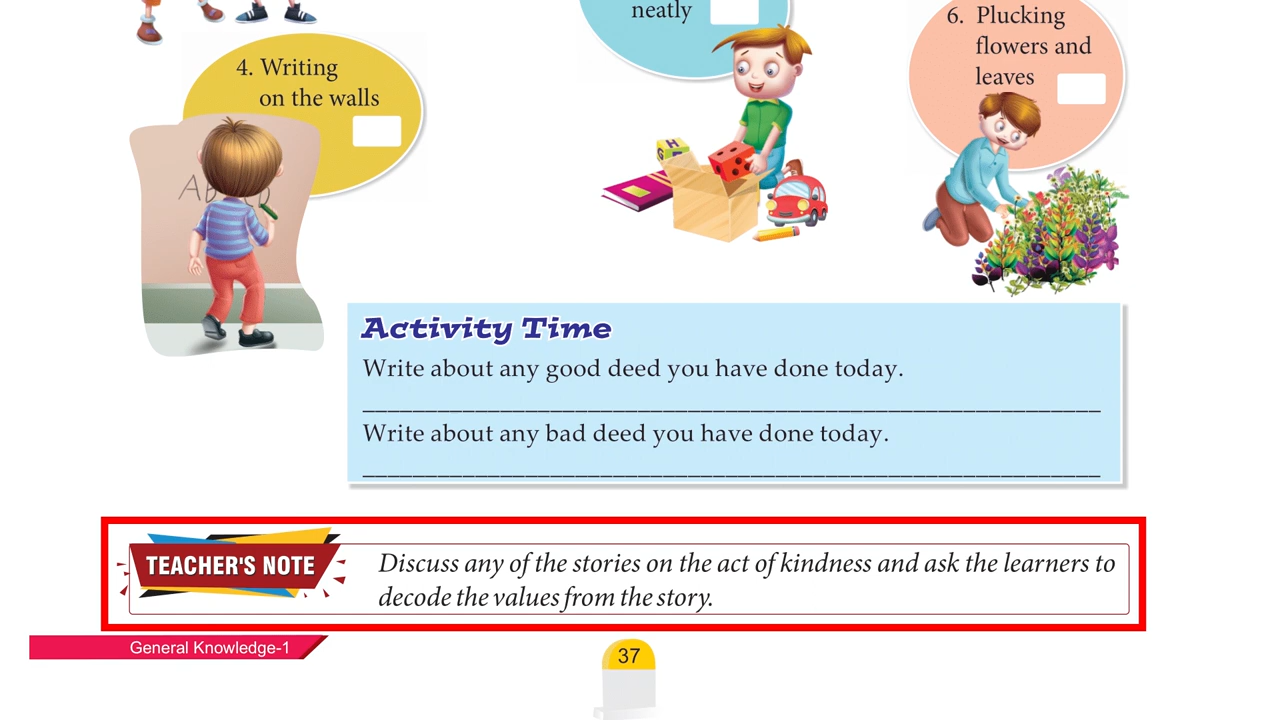 neatly
6. Plucking
flowers and
leaves
4. Writing
on the walls
H
G
Activity Time
Write about any good deed you have done today.
Write about any bad deed you have done today.
TEACHER'S NOTE
Discuss any of the stories on the act of kindness and ask the learners to
decode the values from the story.
General Knowledge-1
37